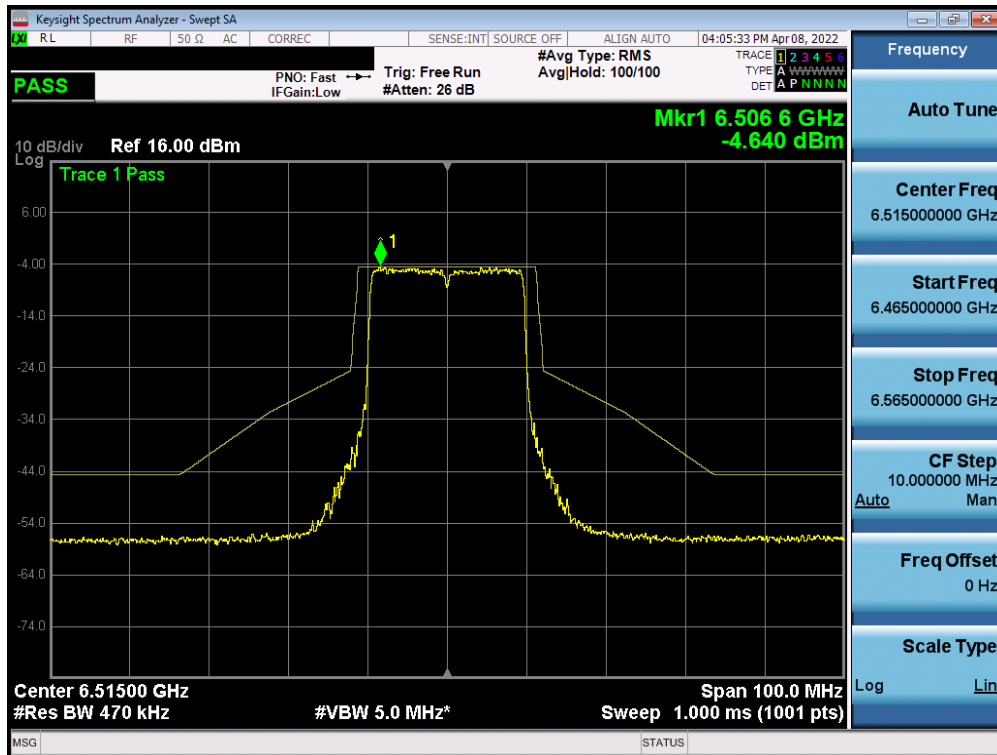 Keysight Spectrum Analyzer - Swept SA
LXI RL RF 50 Ω AC CORREC SENSE:INT SOURCE OFF ALIGN AUTO 04:05:33 PM Apr 08, 2022
PASS
PNO: Fast
IFGain:Low
Trig: Free Run
#Atten: 26 dB
#Avg Type: RMS
Avg|Hold: 100/100
TRACE 1 2 3 4 5 6
TYPE A WWWWW
DET A P N N N N
Mkr1 6.506 6 GHz
-4.640 dBm
10 dB/div Ref 16.00 dBm
Log
Trace 1 Pass
1
6.00
-4.00
-14.0
-24.0
-34.0
-44.0
-54.0
-64.0
-74.0
Center 6.51500 GHz Span 100.0 MHz
#Res BW 470 kHz #VBW 5.0 MHz* Sweep 1.000 ms (1001 pts)
MSG STATUS
Frequency
Auto Tune
Center Freq
6.515000000 GHz
Start Freq
6.465000000 GHz
Stop Freq
6.565000000 GHz
CF Step
10.000000 MHz
Auto Man
Freq Offset
0 Hz
Scale Type
Log Lin